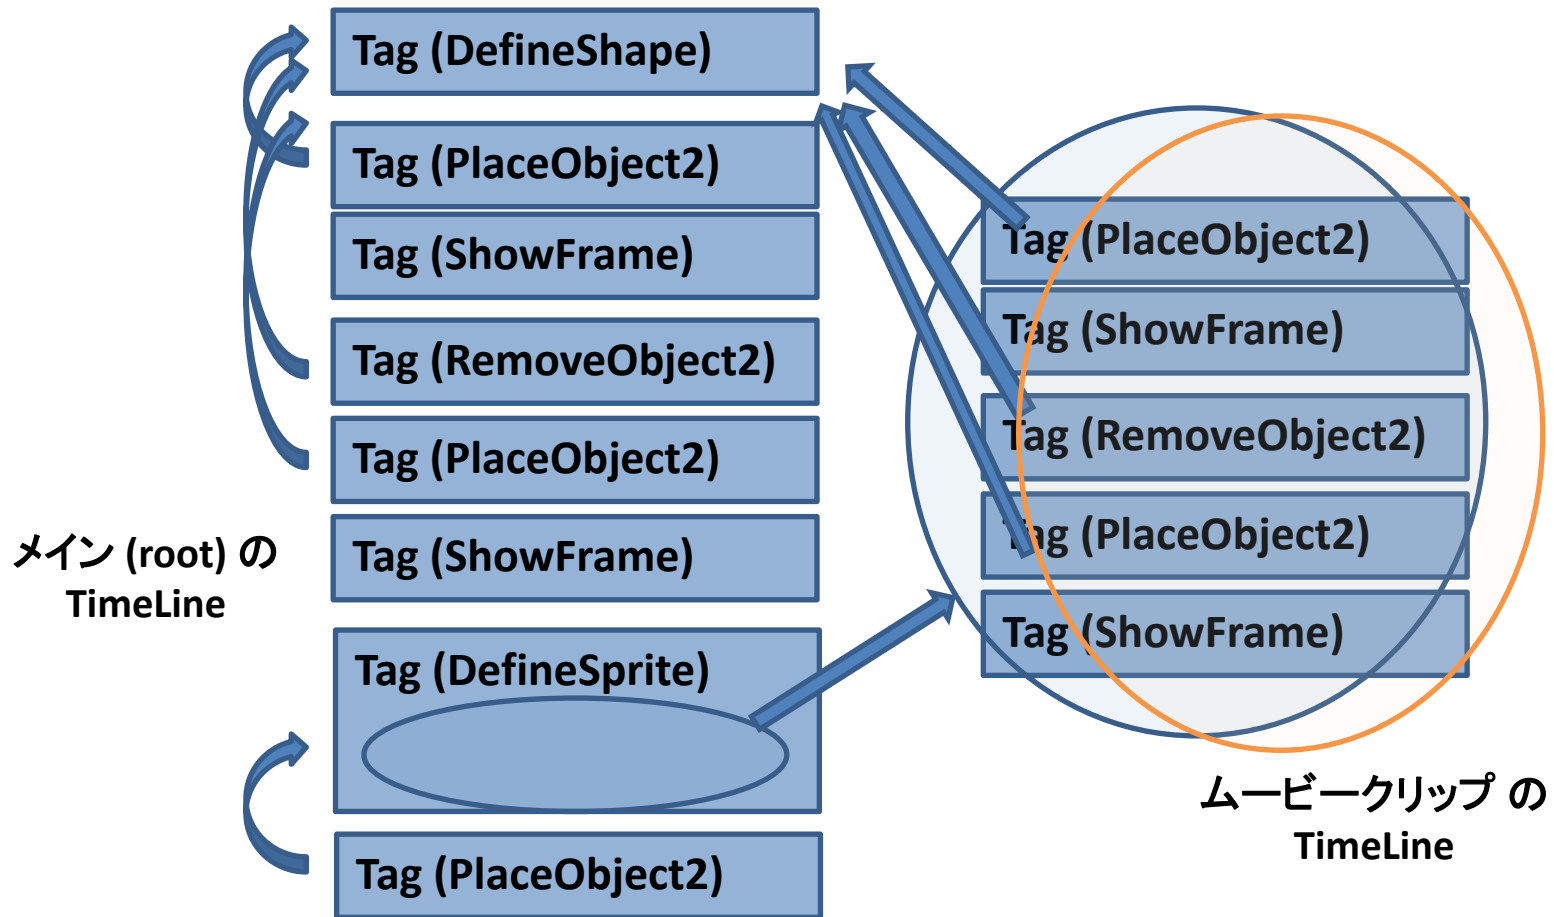 Tag (DefineShape)
Tag (PlaceObject2)
Tag (ShowFrame)
Tag (RemoveObject2)
Tag (PlaceObject2)
Tag (ShowFrame)
Tag (DefineSprite)
Tag (PlaceObject2)
メイン (root) の
TimeLine
Tag (PlaceObject2)
Tag (ShowFrame)
Tag (RemoveObject2)
Tag (PlaceObject2)
Tag (ShowFrame)
ムービークリップ の
TimeLine